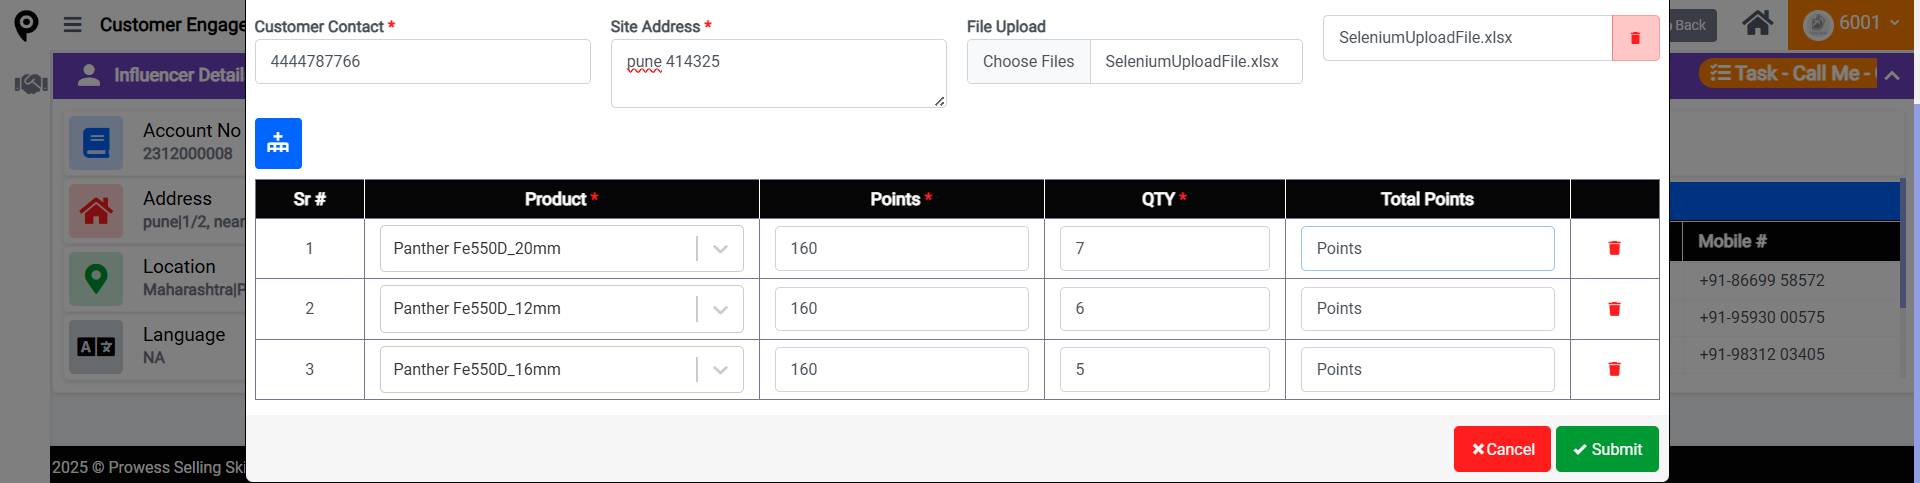 Customer Engage
Back
6001
Influencer Detail
Task - Call Me -
Account No
2312000008
Address
pune|1/2, near
Location
Maharashtra|P
Language
NA
Mobile #
+91-86699 58572
+91-95930 00575
+91-98312 03405
2025 © Prowess Selling Ski
Customer Contact *
4444787766
Site Address *
pune 414325
File Upload
Choose Files SeleniumUploadFile.xlsx
SeleniumUploadFile.xlsx
Sr # Product * Points * QTY * Total Points
1 Panther Fe550D_20mm 160 7 Points
2 Panther Fe550D_12mm 160 6 Points
3 Panther Fe550D_16mm 160 5 Points
Cancel Submit